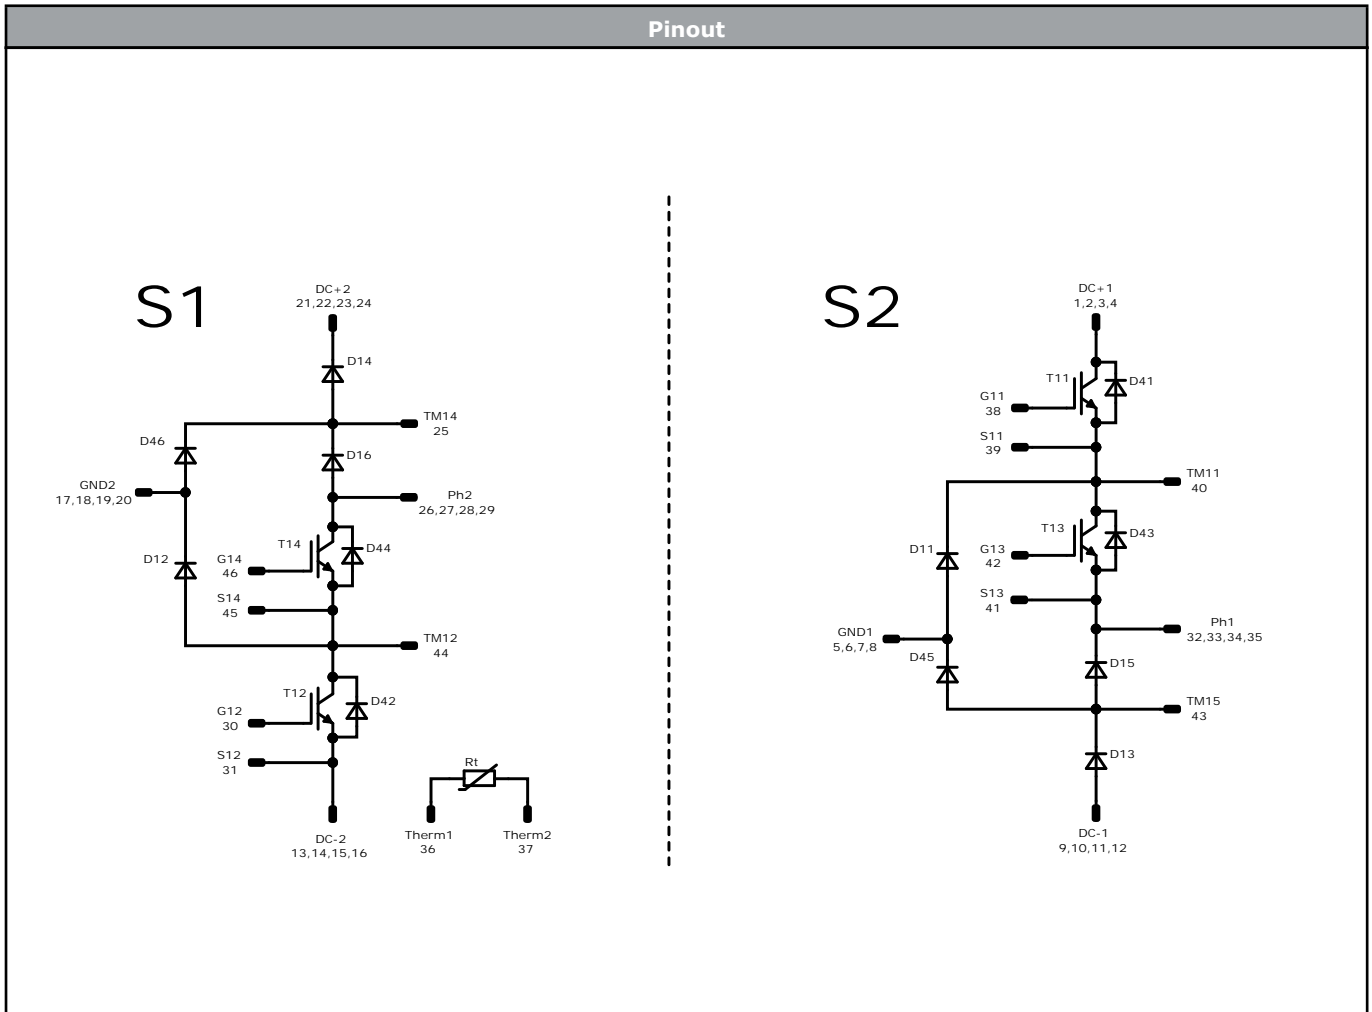 Pinout
S1
DC+2
21,22,23,24
D14
TM14
25
D46
D16
GND2
17,18,19,20
Ph2
26,27,28,29
T14
D44
D12
G14
46
S14
45
TM12
44
T12
D42
G12
30
S12
31
Rt
DC-2
13,14,15,16
Therm1
36
Therm2
37
S2
DC+1
1,2,3,4
T11
D41
G11
38
S11
39
TM11
40
T13
D43
D11
G13
42
S13
41
GND1
5,6,7,8
Ph1
32,33,34,35
D45
D15
TM15
43
D13
DC-1
9,10,11,12